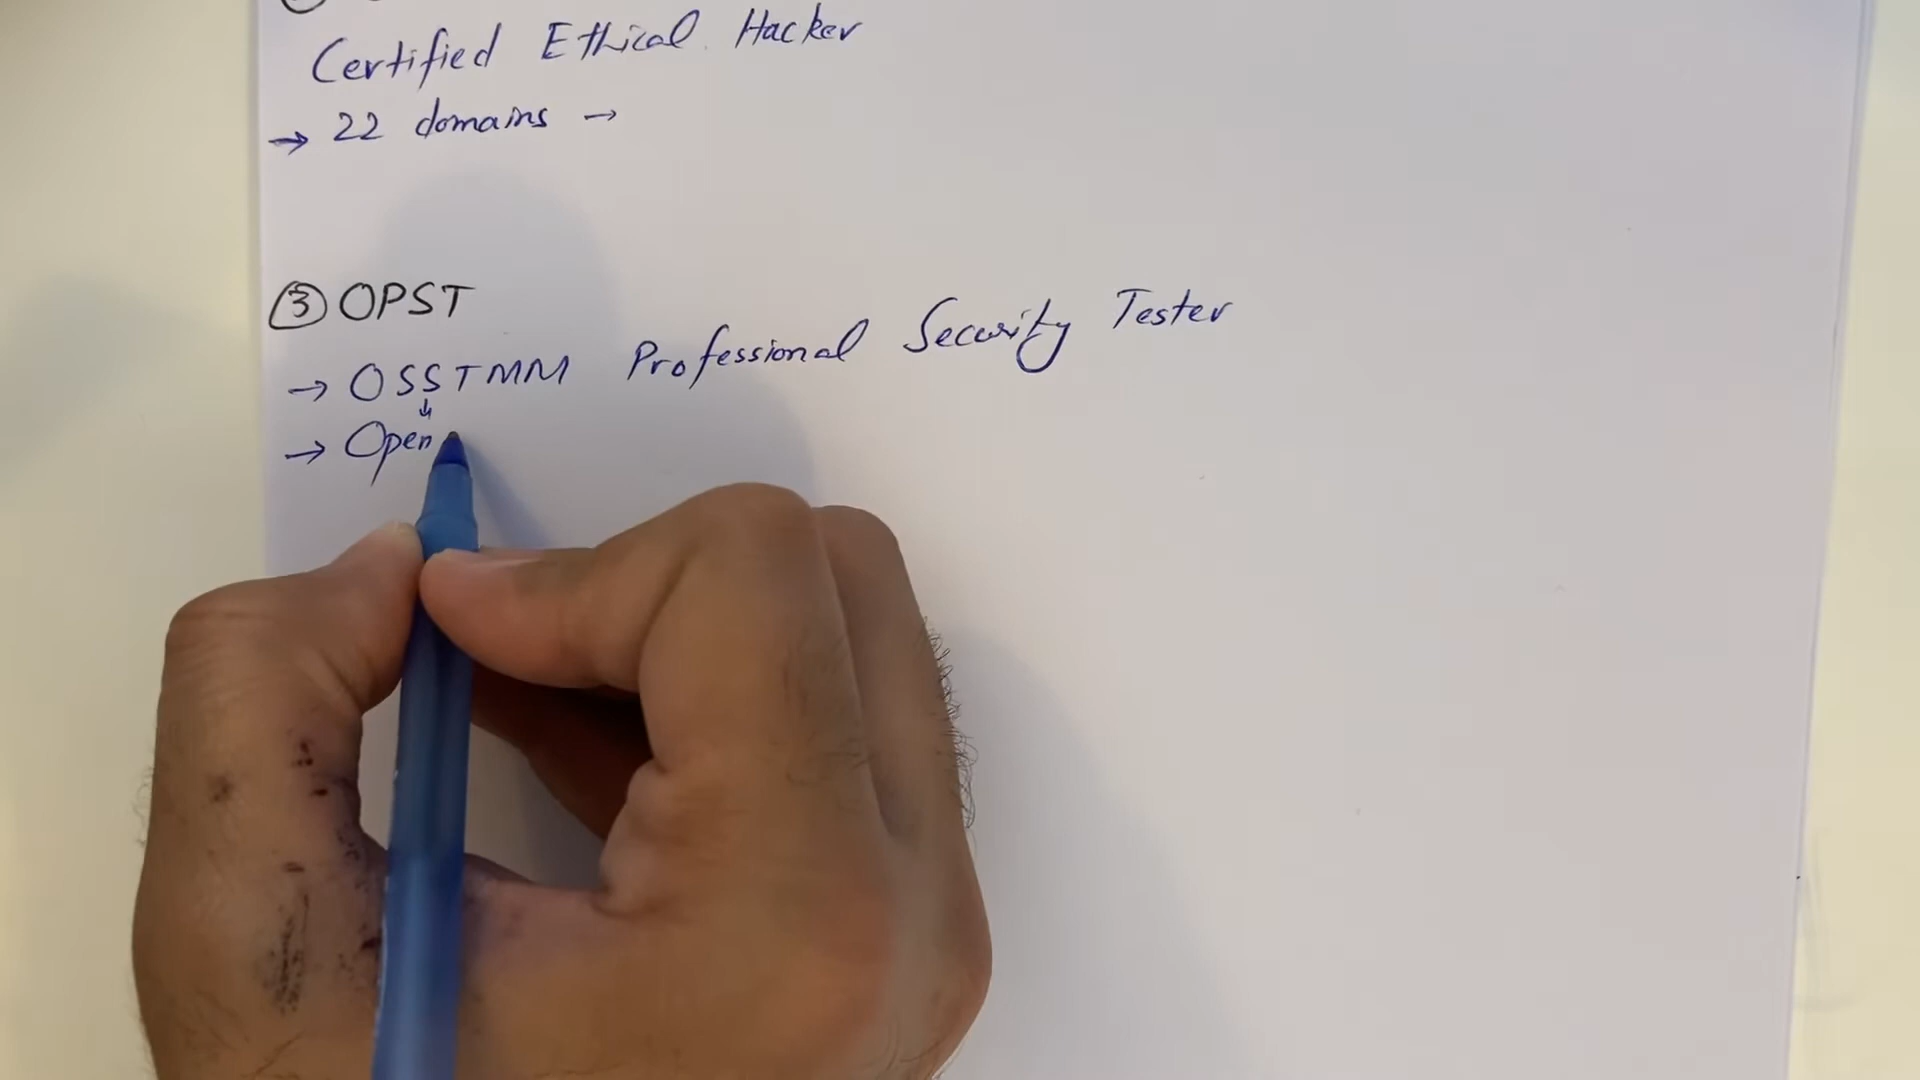 Certified Ethical Hacker
→ 22 domains →
③ OPST
→ OSSTMM Professional Security Tester
↓
→ Open